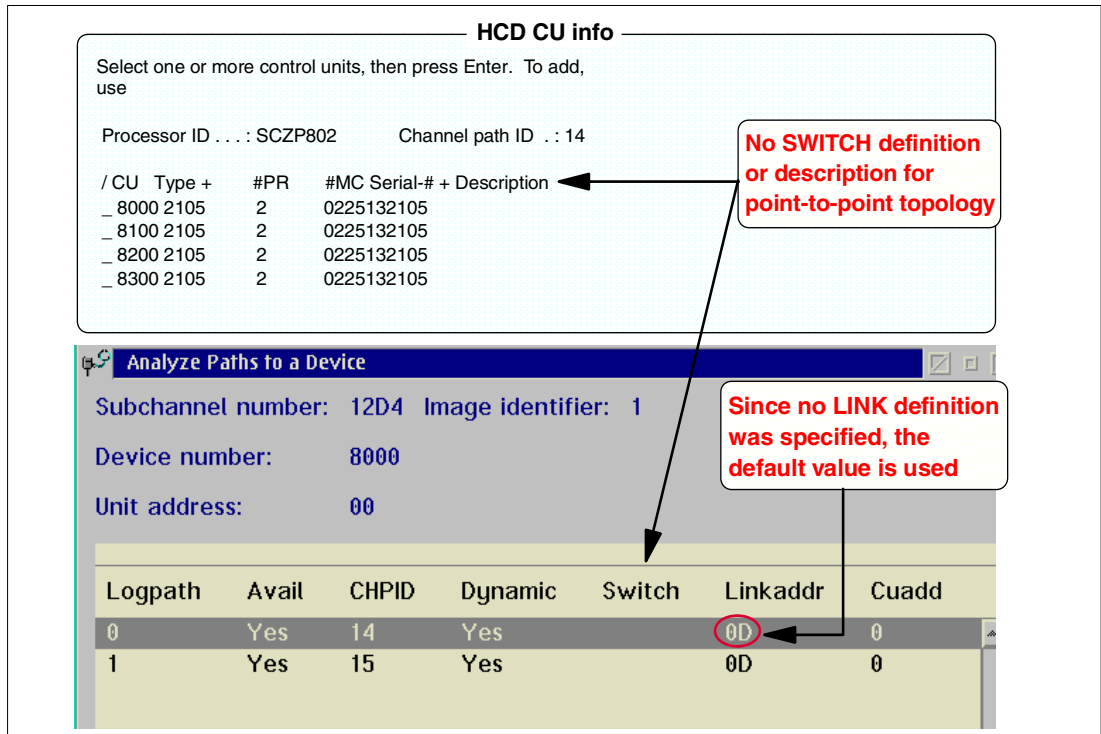 HCD CU info
Select one or more control units, then press Enter. To add,
use
Processor ID . . . : SCZP802 Channel path ID . : 14
/ CU Type + #PR #MC Serial-# + Description
_ 8000 2105 2 0225132105
_ 8100 2105 2 0225132105
_ 8200 2105 2 0225132105
_ 8300 2105 2 0225132105
No SWITCH definition
or description for
point-to-point topology
Analyze Paths to a Device
Subchannel number: 12D4 Image identifier: 1
Device number: 8000
Unit address: 00
Since no LINK definition
was specified, the
default value is used
Logpath Avail CHPID Dynamic Switch Linkaddr Cuadd
0 Yes 14 Yes 0D 0
1 Yes 15 Yes 0D 0